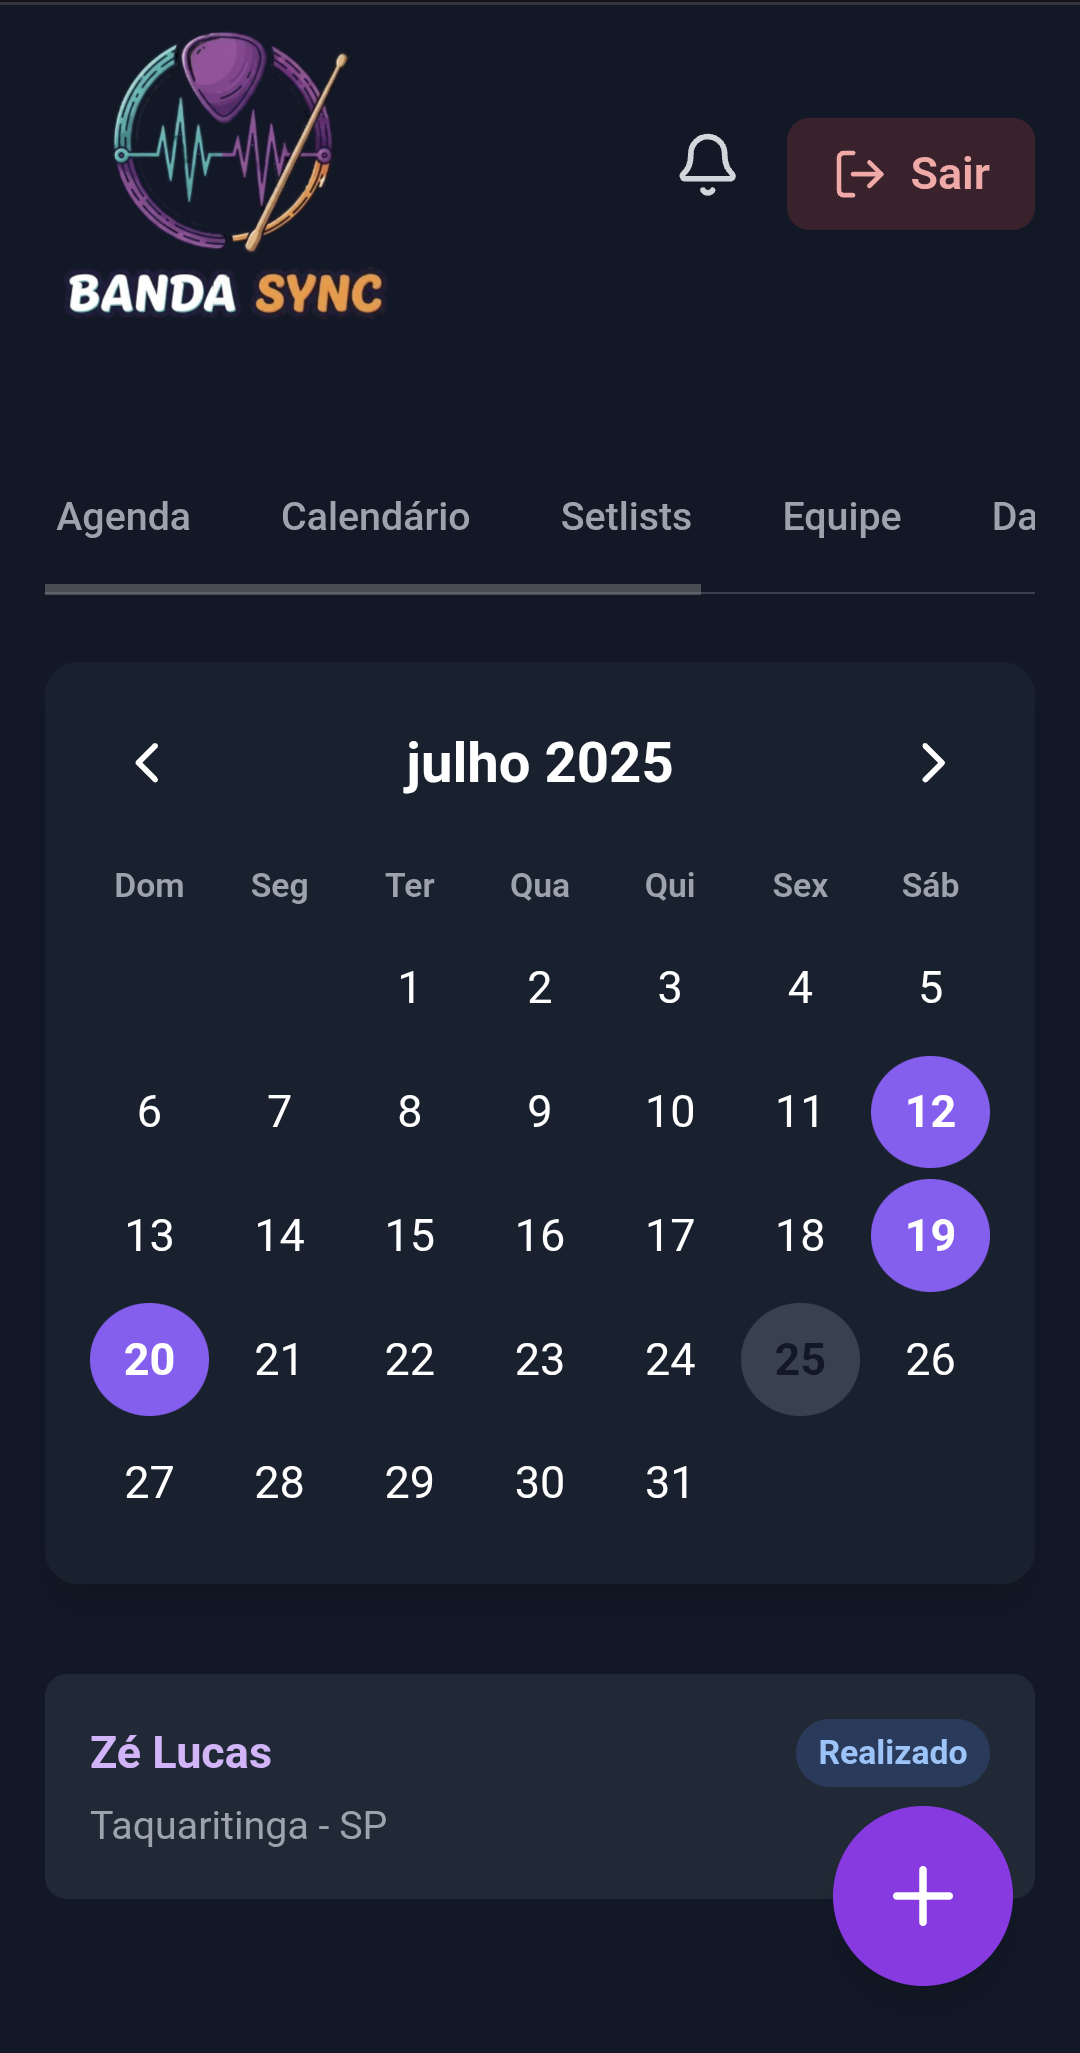 BANDA SYNC
Sair
Agenda Calendário Setlists Equipe Da
julho 2025
Dom Seg Ter Qua Qui Sex Sáb
1 2 3 4 5
6 7 8 9 10 11 12
13 14 15 16 17 18 19
20 21 22 23 24 25 26
27 28 29 30 31
Zé Lucas Realizado
Taquaritinga - SP